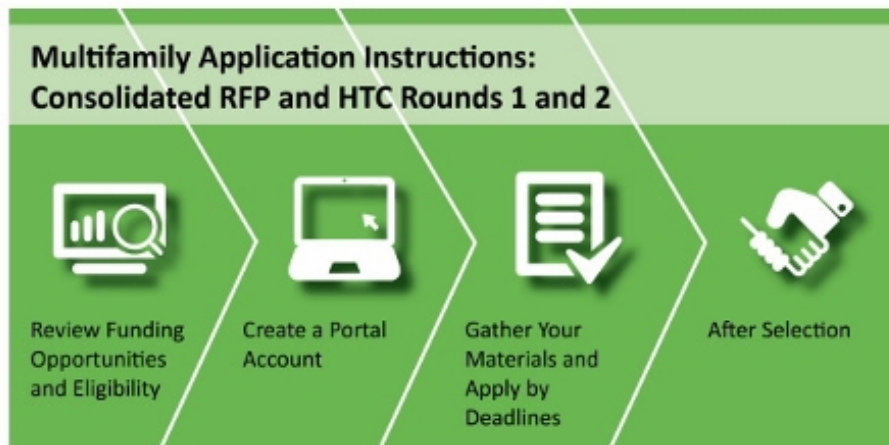 Multifamily Application Instructions:
Consolidated RFP and HTC Rounds 1 and 2
Review Funding
Opportunities
and Eligibility
Create a Portal
Account
Gather Your
Materials and
Apply by
Deadlines
After Selection